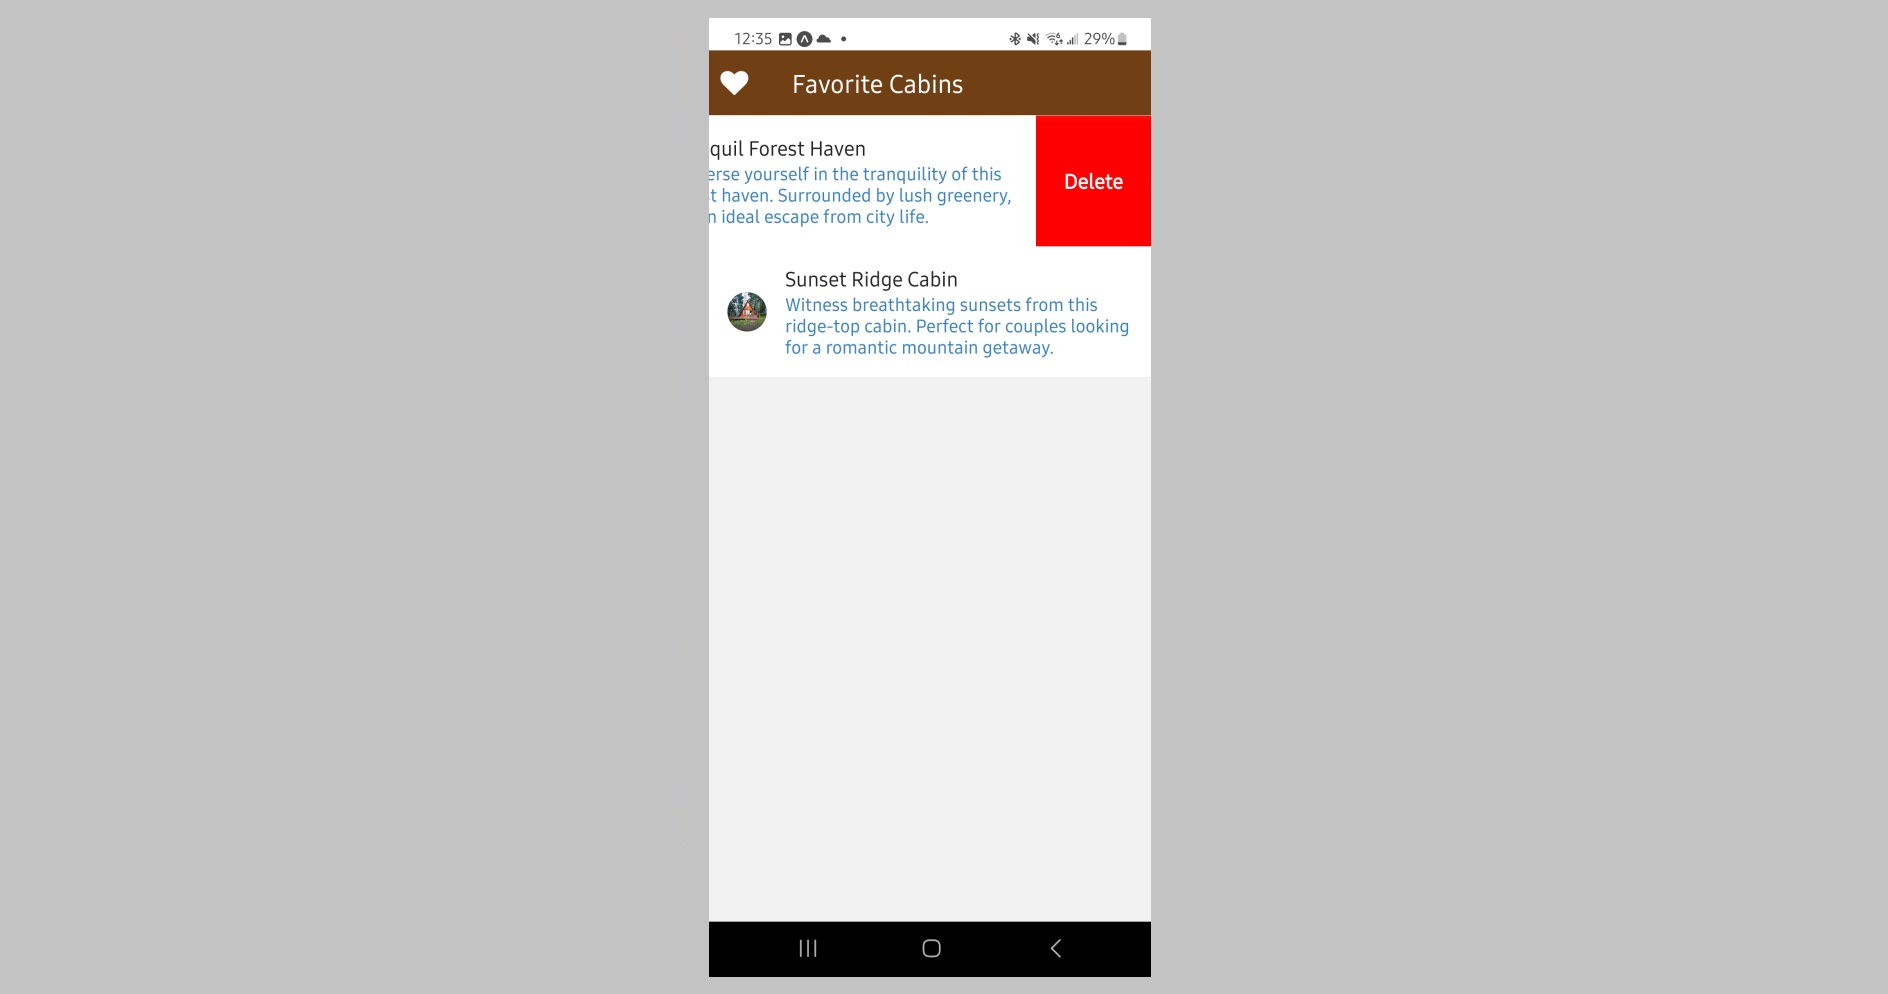 12:35
29%
Favorite Cabins
quil Forest Haven
erse yourself in the tranquility of this
t haven. Surrounded by lush greenery,
n ideal escape from city life.
Delete
Sunset Ridge Cabin
Witness breathtaking sunsets from this
ridge-top cabin. Perfect for couples looking
for a romantic mountain getaway.